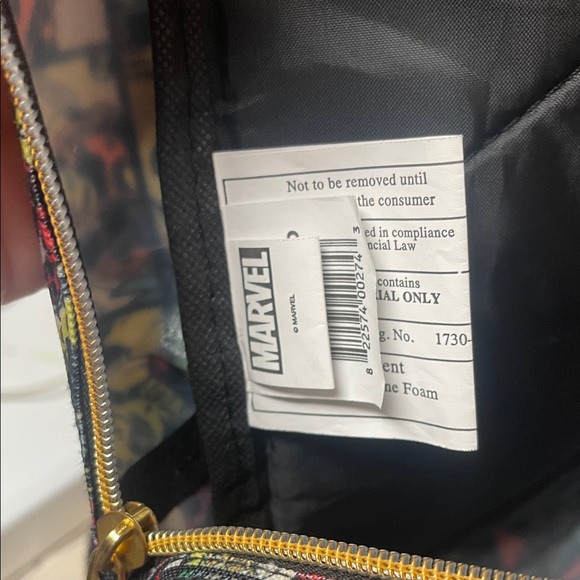 Not to be removed until
the consumer
ed in compliance
ncial Law
contains
IAL ONLY
g. No. 1730-
ent
ne Foam
MARVEL
© MARVEL
8 22574 00274 3